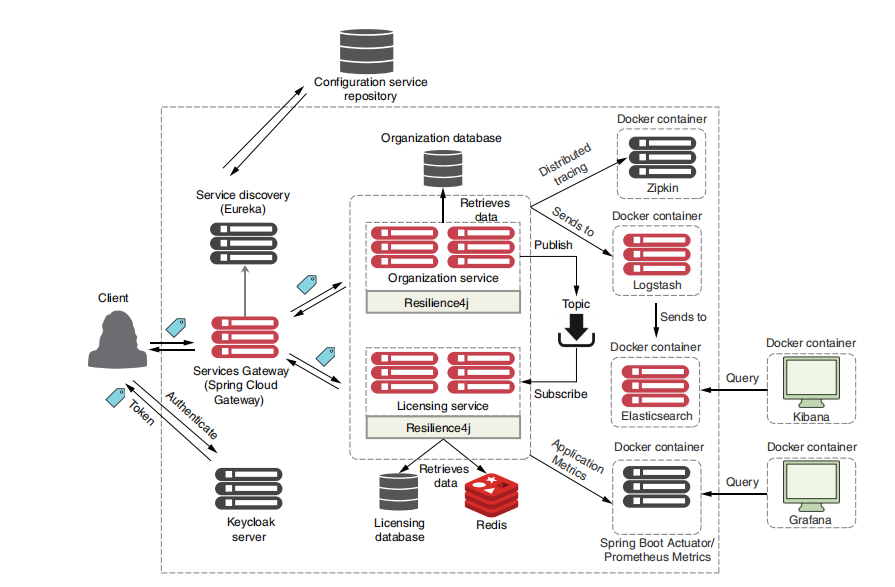 Configuration service
repository
Organization database
Docker container
Zipkin
Distributed
tracing
Service discovery
(Eureka)
Retrieves
data
Sends to
Docker container
Logstash
Publish
Organization service
Resilience4j
Topic
Sends to
Client
Services Gateway
(Spring Cloud
Gateway)
Docker container
Elasticsearch
Query
Docker container
Kibana
Subscribe
Licensing service
Resilience4j
Authenticate
Token
Keycloak
server
Retrieves
data
Licensing
database
Redis
Application
Metrics
Docker container
Spring Boot Actuator/
Prometheus Metrics
Query
Docker container
Grafana